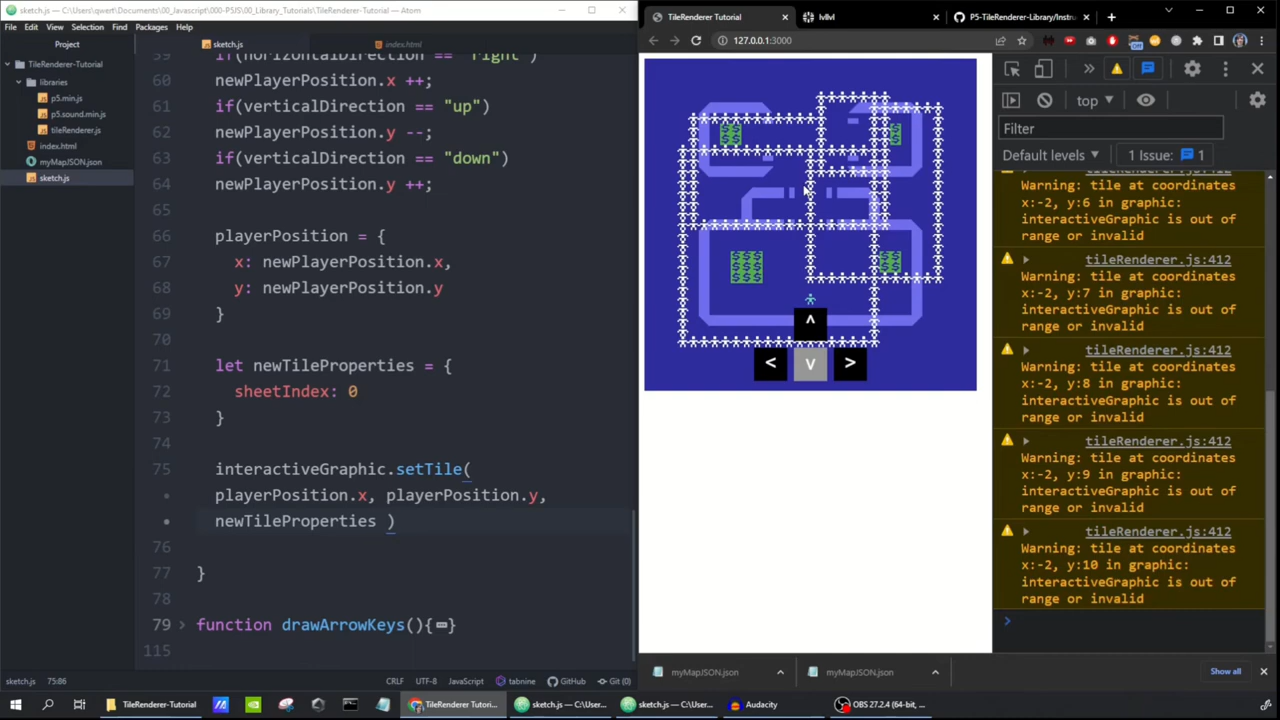 sketch.js — C:\Users\qwert\Documents\00_Javascript\000-P5JS\00_Library_Tutorials\TileRenderer-Tutorial — Atom
File Edit View Selection Find Packages Help
Project
TileRenderer-Tutorial
libraries
p5.min.js
p5.sound.min.js
tileRenderer.js
index.html
myMapJSON.json
sketch.js
sketch.js
index.html
59 if(horizontalDirection == "right")
60 newPlayerPosition.x ++;
61 if(verticalDirection == "up")
62 newPlayerPosition.y --;
63 if(verticalDirection == "down")
64 newPlayerPosition.y ++;
65
66 playerPosition = {
67 x: newPlayerPosition.x,
68 y: newPlayerPosition.y
69 }
70
71 let newTileProperties = {
72 sheetIndex: 0
73 }
74
75 interactiveGraphic.setTile(
• playerPosition.x, playerPosition.y,
• newTileProperties )
76
77 }
78
79 function drawArrowKeys(){
115
sketch.js 75:86 CRLF UTF-8 JavaScript tabnine GitHub Git (0)
TileRenderer Tutorial
lvllvl
P5-TileRenderer-Library/Instru
127.0.0.1:3000
^
< V >
top
Filter
Default levels 1 Issue: 1
Warning: tile at coordinates
x:-2, y:6 in graphic:
interactiveGraphic is out of
range or invalid
tileRenderer.js:412
Warning: tile at coordinates
x:-2, y:7 in graphic:
interactiveGraphic is out of
range or invalid
tileRenderer.js:412
Warning: tile at coordinates
x:-2, y:8 in graphic:
interactiveGraphic is out of
range or invalid
tileRenderer.js:412
Warning: tile at coordinates
x:-2, y:9 in graphic:
interactiveGraphic is out of
range or invalid
tileRenderer.js:412
Warning: tile at coordinates
x:-2, y:10 in graphic:
interactiveGraphic is out of
range or invalid
myMapJSON.json
myMapJSON.json
Show all
TileRenderer-Tutorial
TileRenderer Tutori...
sketch.js — C:\Users...
sketch.js — C:\Users...
Audacity
OBS 27.2.4 (64-bit, ...